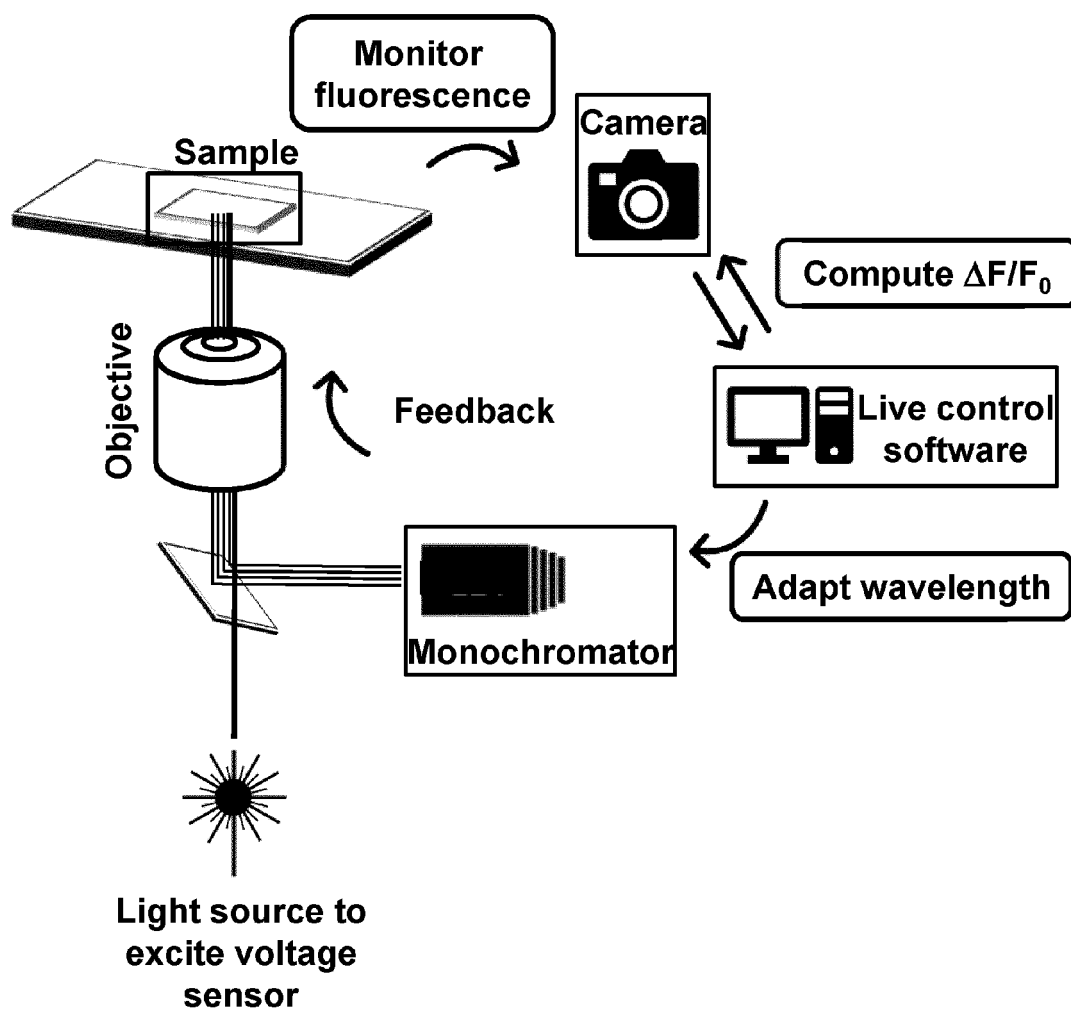 Monitor
fluorescence
Camera
Sample
Compute ΔF/F₀
Objective
Feedback
Live control
software
Adapt wavelength
Monochromator
Light source to
excite voltage
sensor